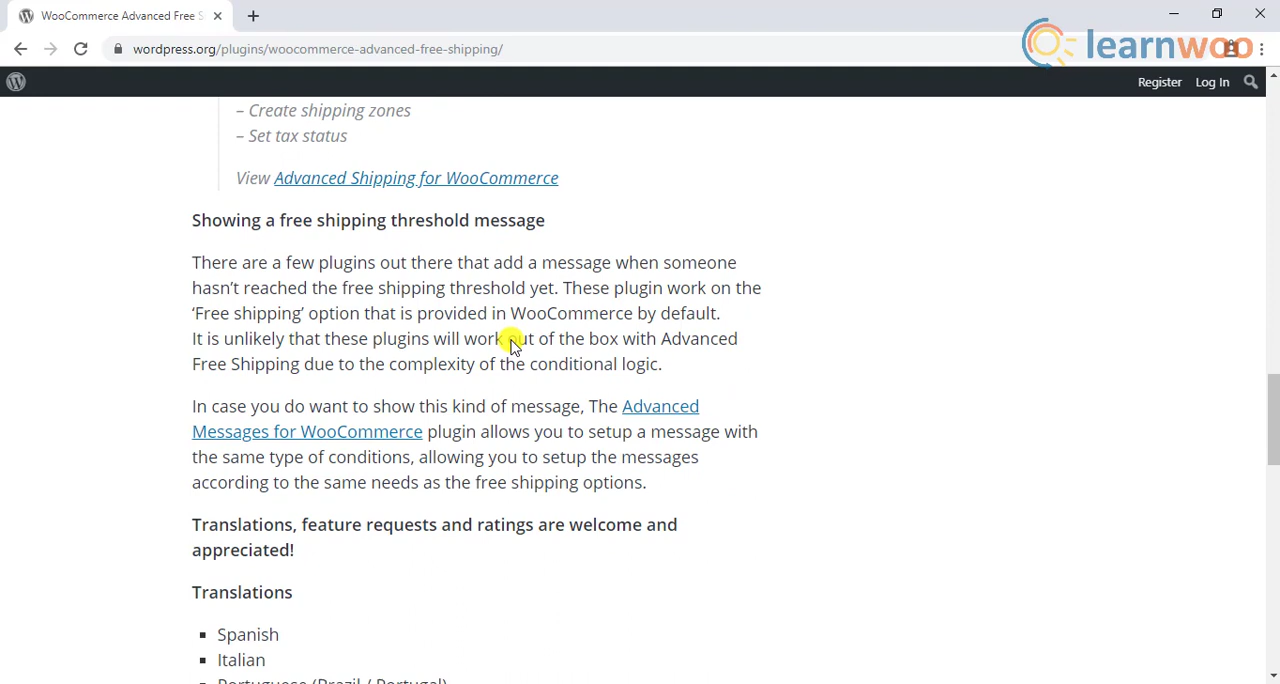 WooCommerce Advanced Free S
wordpress.org/plugins/woocommerce-advanced-free-shipping/
learnwoo
Register Log In
– Create shipping zones
– Set tax status
View Advanced Shipping for WooCommerce
Showing a free shipping threshold message
There are a few plugins out there that add a message when someone
hasn't reached the free shipping threshold yet. These plugin work on the
‘Free shipping’ option that is provided in WooCommerce by default.
It is unlikely that these plugins will work out of the box with Advanced
Free Shipping due to the complexity of the conditional logic.
In case you do want to show this kind of message, The Advanced
Messages for WooCommerce plugin allows you to setup a message with
the same type of conditions, allowing you to setup the messages
according to the same needs as the free shipping options.
Translations, feature requests and ratings are welcome and
appreciated!
Translations
Spanish
Italian
Portuguese (Brazil / Portugal)